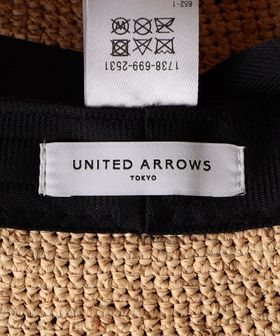 652-1
1738-699-2531
UNITED ARROWS
TOKYO